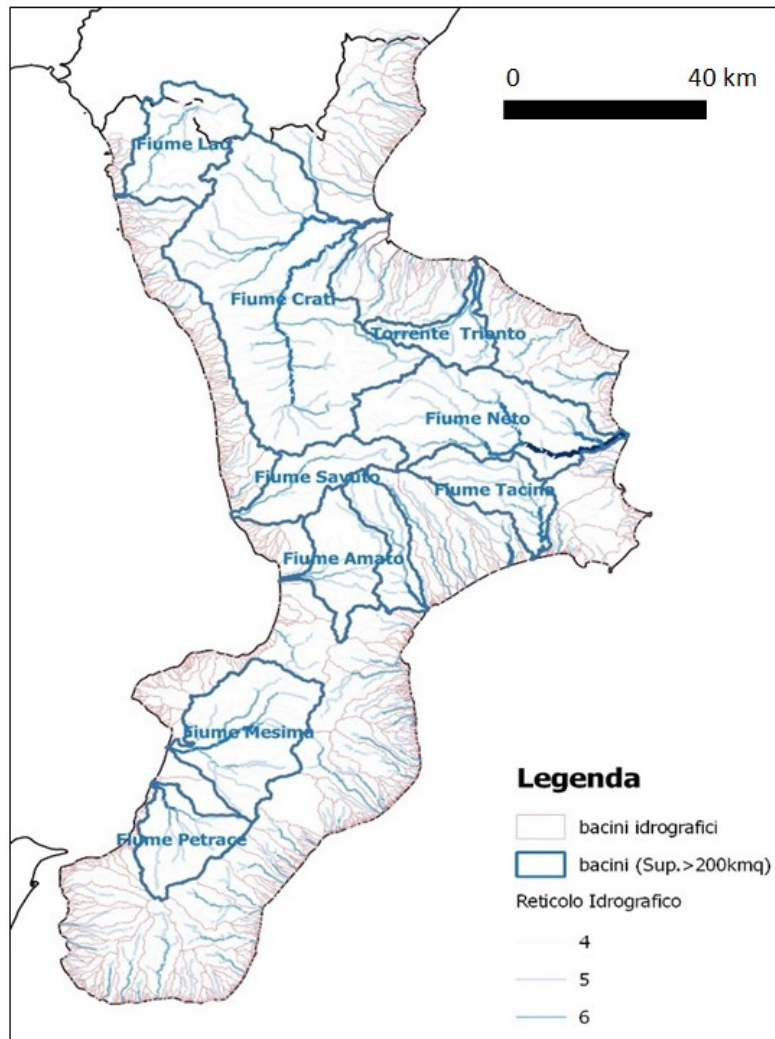 0 40 km
Fiume Lao
Fiume Crati
Torrente Trionto
Fiume Neto
Fiume Savuto
Fiume Tacina
Fiume Amato
Fiume Mesima
Fiume Petrace
Legenda
bacini idrografici
bacini (Sup.>200kmq)
Reticolo Idrografico
4
5
6